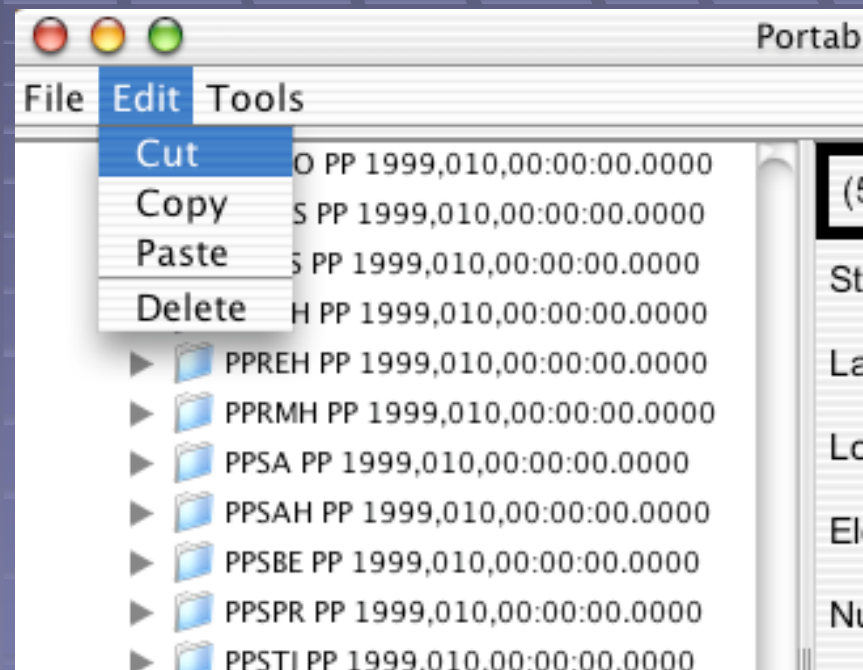 Portab
File Edit Tools
Cut
Copy
Paste
Delete
O PP 1999,010,00:00:00.0000
S PP 1999,010,00:00:00.0000
S PP 1999,010,00:00:00.0000
H PP 1999,010,00:00:00.0000
PPREH PP 1999,010,00:00:00.0000
PPRMH PP 1999,010,00:00:00.0000
PPSA PP 1999,010,00:00:00.0000
PPSAH PP 1999,010,00:00:00.0000
PPSBE PP 1999,010,00:00:00.0000
PPSPR PP 1999,010,00:00:00.0000
PPSTI PP 1999,010,00:00:00.0000
(5
St
La
Lo
El
Nu